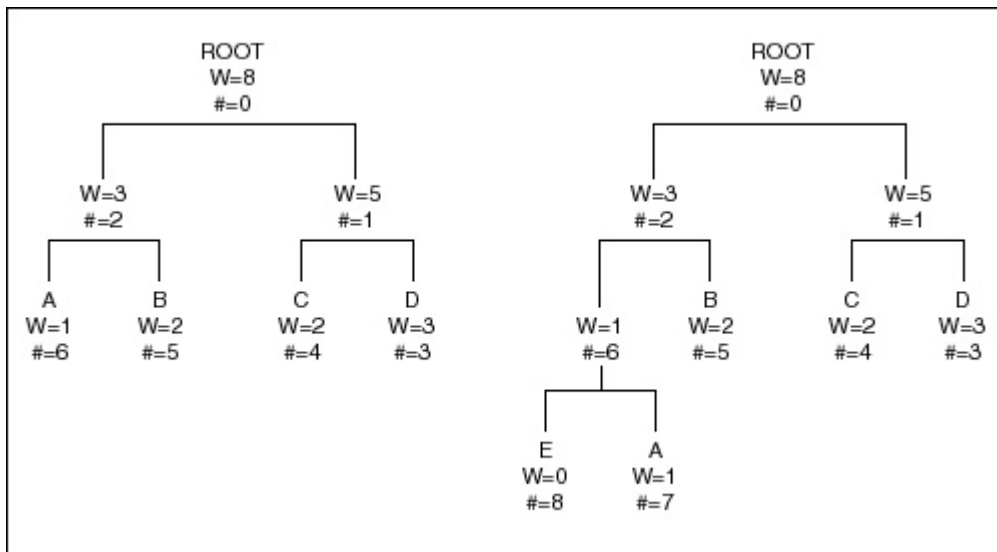 ROOT
W=8
#=0
W=3
#=2
W=5
#=1
A
W=1
#=6
B
W=2
#=5
C
W=2
#=4
D
W=3
#=3
ROOT
W=8
#=0
W=3
#=2
W=5
#=1
W=1
#=6
B
W=2
#=5
C
W=2
#=4
D
W=3
#=3
E
W=0
#=8
A
W=1
#=7